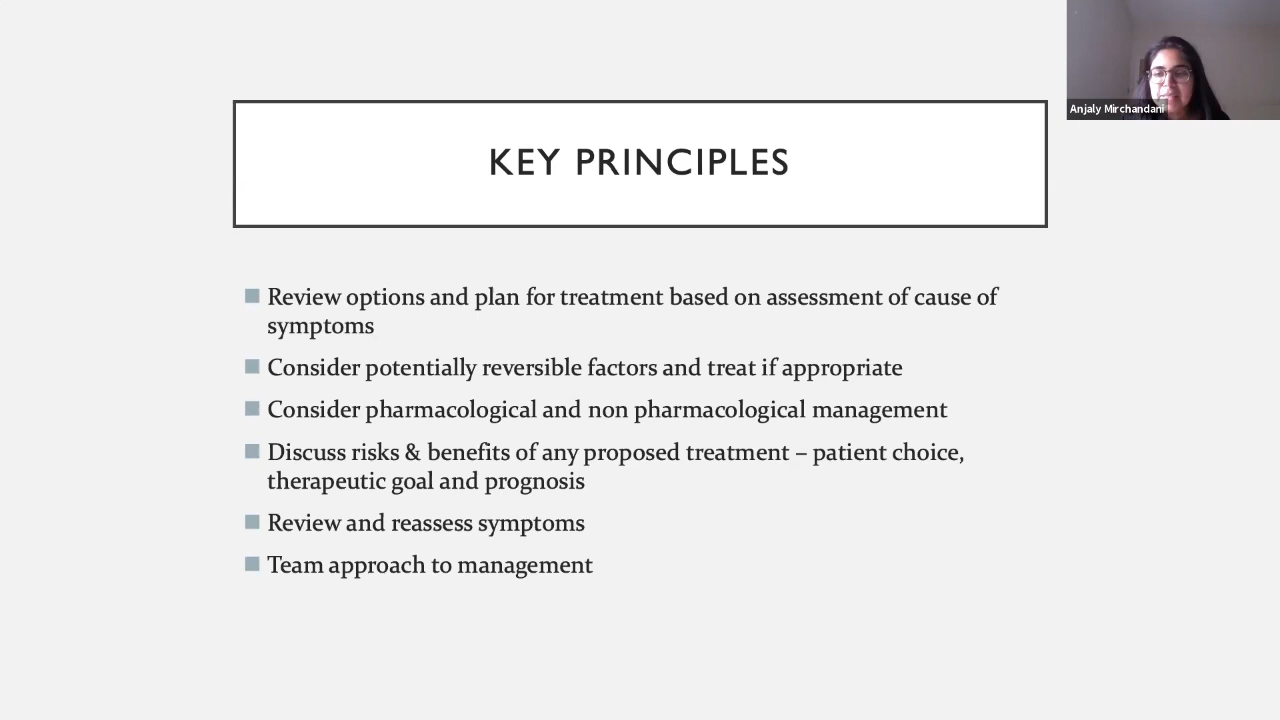 Anjaly Mirchandani
KEY PRINCIPLES
Review options and plan for treatment based on assessment of cause of
symptoms
Consider potentially reversible factors and treat if appropriate
Consider pharmacological and non pharmacological management
Discuss risks & benefits of any proposed treatment – patient choice,
therapeutic goal and prognosis
Review and reassess symptoms
Team approach to management